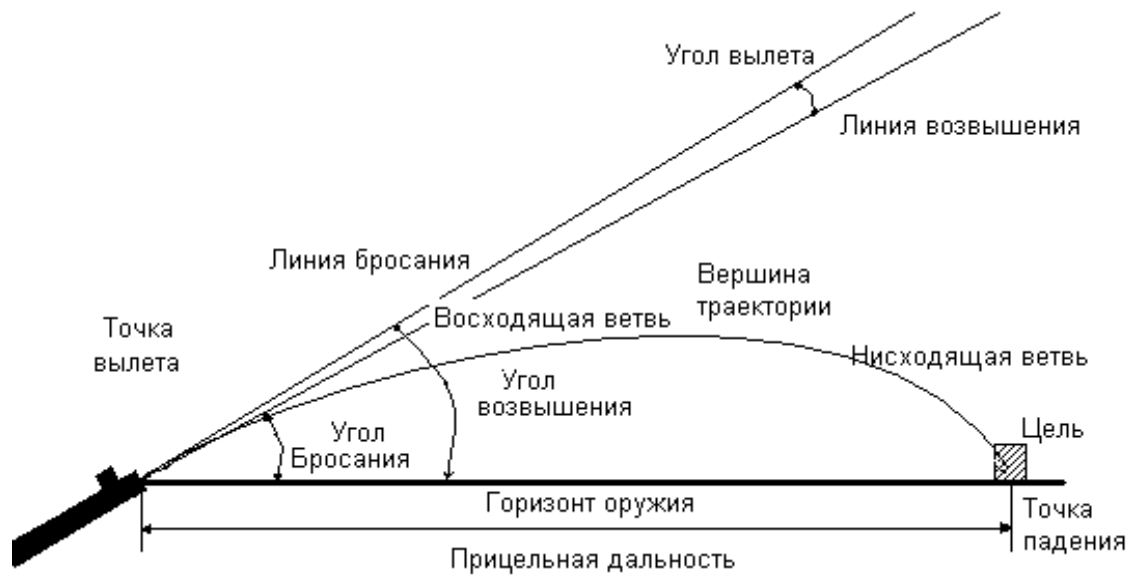 Угол вылета
Линия возвышения
Линия бросания
Вершина
траектории
Восходящая ветвь
Точка
вылета
Нисходящая ветвь
Угол
возвышения
Угол
Бросания
Цель
Горизонт оружия
Точка
падения
Прицельная дальность